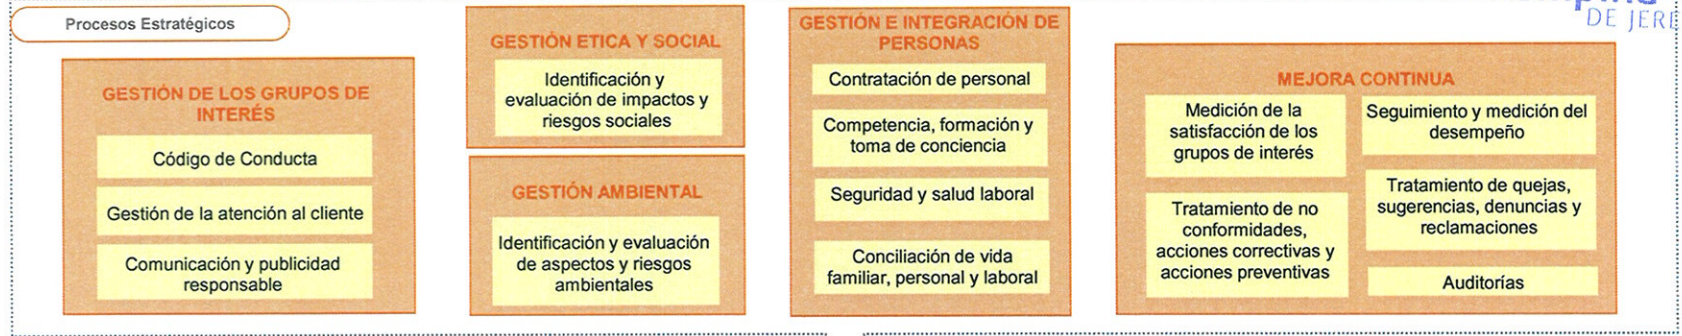 Procesos Estratégicos
DE JERE
GESTIÓN DE LOS GRUPOS DE
INTERÉS
Código de Conducta
Gestión de la atención al cliente
Comunicación y publicidad
responsable
GESTIÓN ETICA Y SOCIAL
Identificación y
evaluación de impactos y
riesgos sociales
GESTIÓN AMBIENTAL
Identificación y evaluación
de aspectos y riesgos
ambientales
GESTIÓN E INTEGRACIÓN DE
PERSONAS
Contratación de personal
Competencia, formación y
toma de conciencia
Seguridad y salud laboral
Conciliación de vida
familiar, personal y laboral
MEJORA CONTINUA
Medición de la
satisfacción de los
grupos de interés
Tratamiento de no
conformidades,
acciones correctivas y
acciones preventivas
Seguimiento y medición del
desempeño
Tratamiento de quejas,
sugerencias, denuncias y
reclamaciones
Auditorías